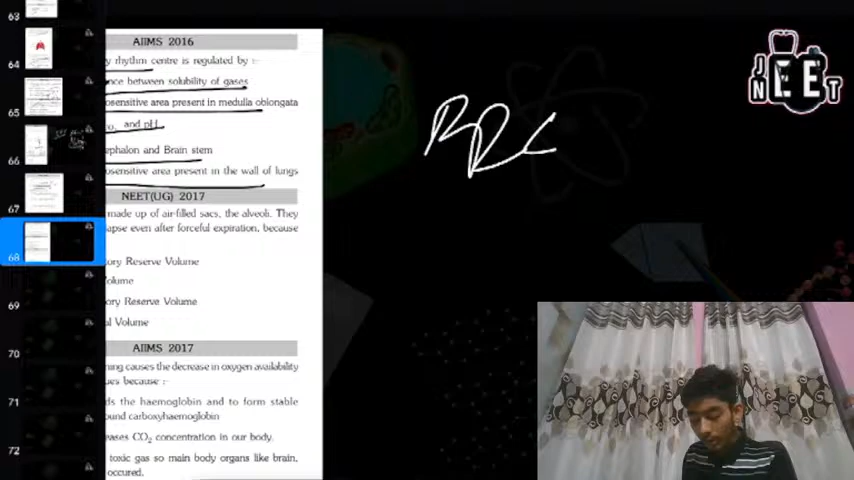 63
64
65
66
67
68
69
70
71
72
AIIMS 2016
y rhythm centre is regulated by :-
nce between solubility of gases
osensitive area present in medulla oblongata
and pH
ephalon and Brain stem
osensitive area present in the wall of lungs
NEET(UG) 2017
made up of air-filled sacs, the alveoli. They
apse even after forceful expiration, because
ory Reserve Volume
olume
ory Reserve Volume
al Volume
AIIMS 2017
ning causes the decrease in oxygen availability
ues because :-
ds the haemoglobin and to form stable
ound carboxyhaemoglobin
eases CO₂ concentration in our body.
toxic gas so main body organs like brain,
occured.
JN EET